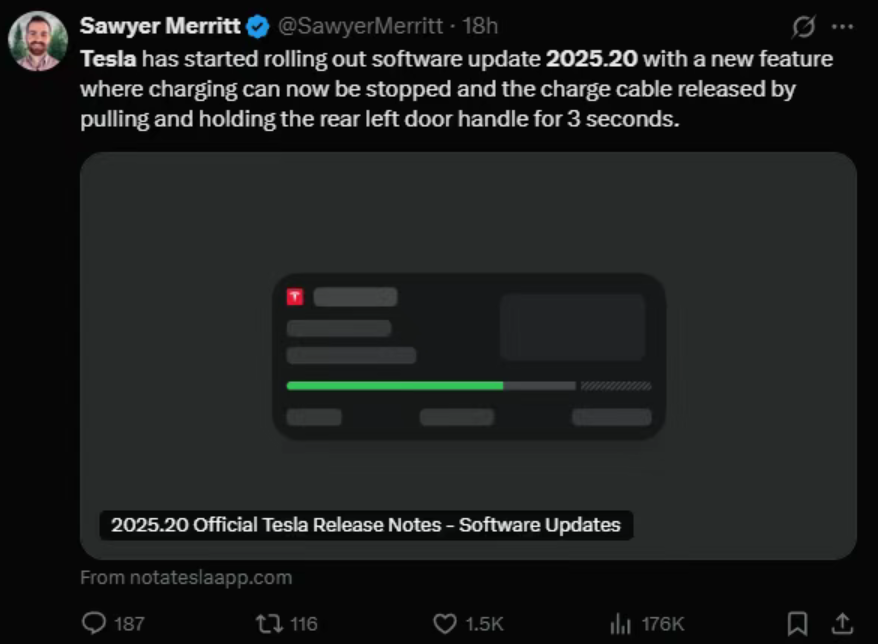 Sawyer Merritt @SawyerMerritt · 18h
Tesla has started rolling out software update 2025.20 with a new feature
where charging can now be stopped and the charge cable released by
pulling and holding the rear left door handle for 3 seconds.
2025.20 Official Tesla Release Notes - Software Updates
From notateslaapp.com
187 116 1.5K 176K